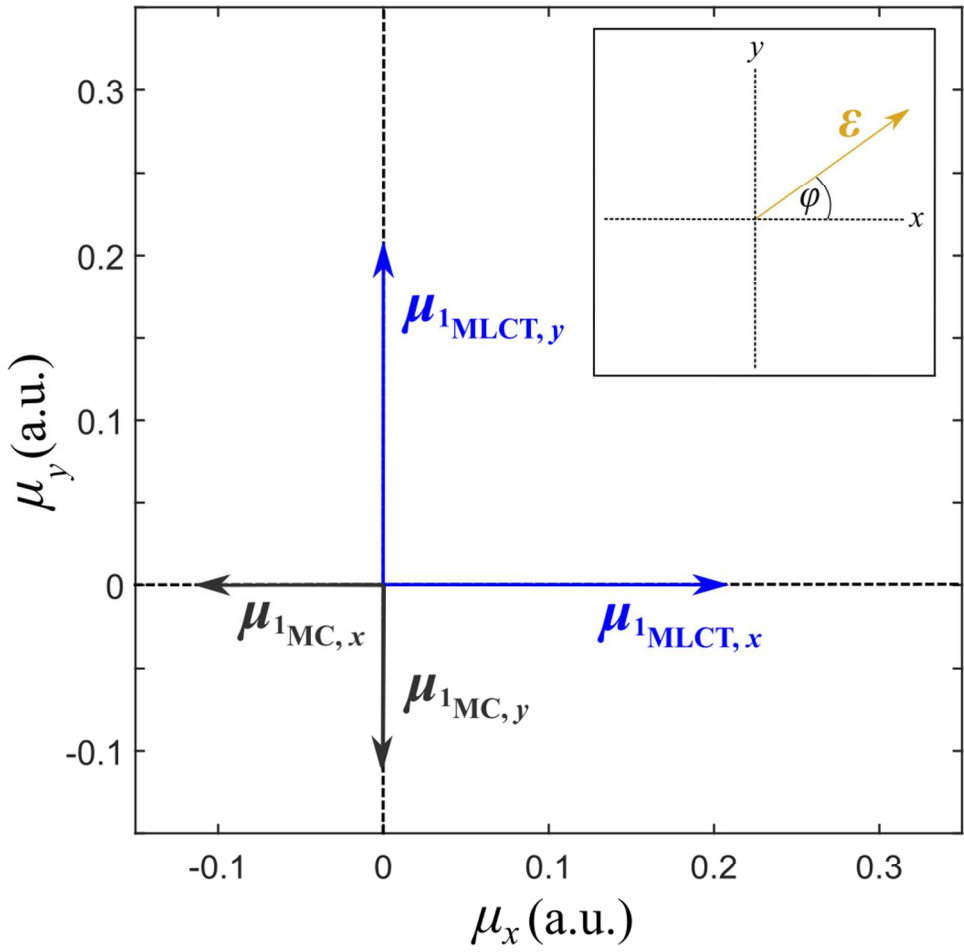 0.3
0.2
0.1
0
-0.1
μy (a.u.)
y
ε
φ
x
μ1MLCT, y
μ1MC, x
μ1MLCT, x
μ1MC, y
-0.1
0
0.1
0.2
0.3
μx (a.u.)